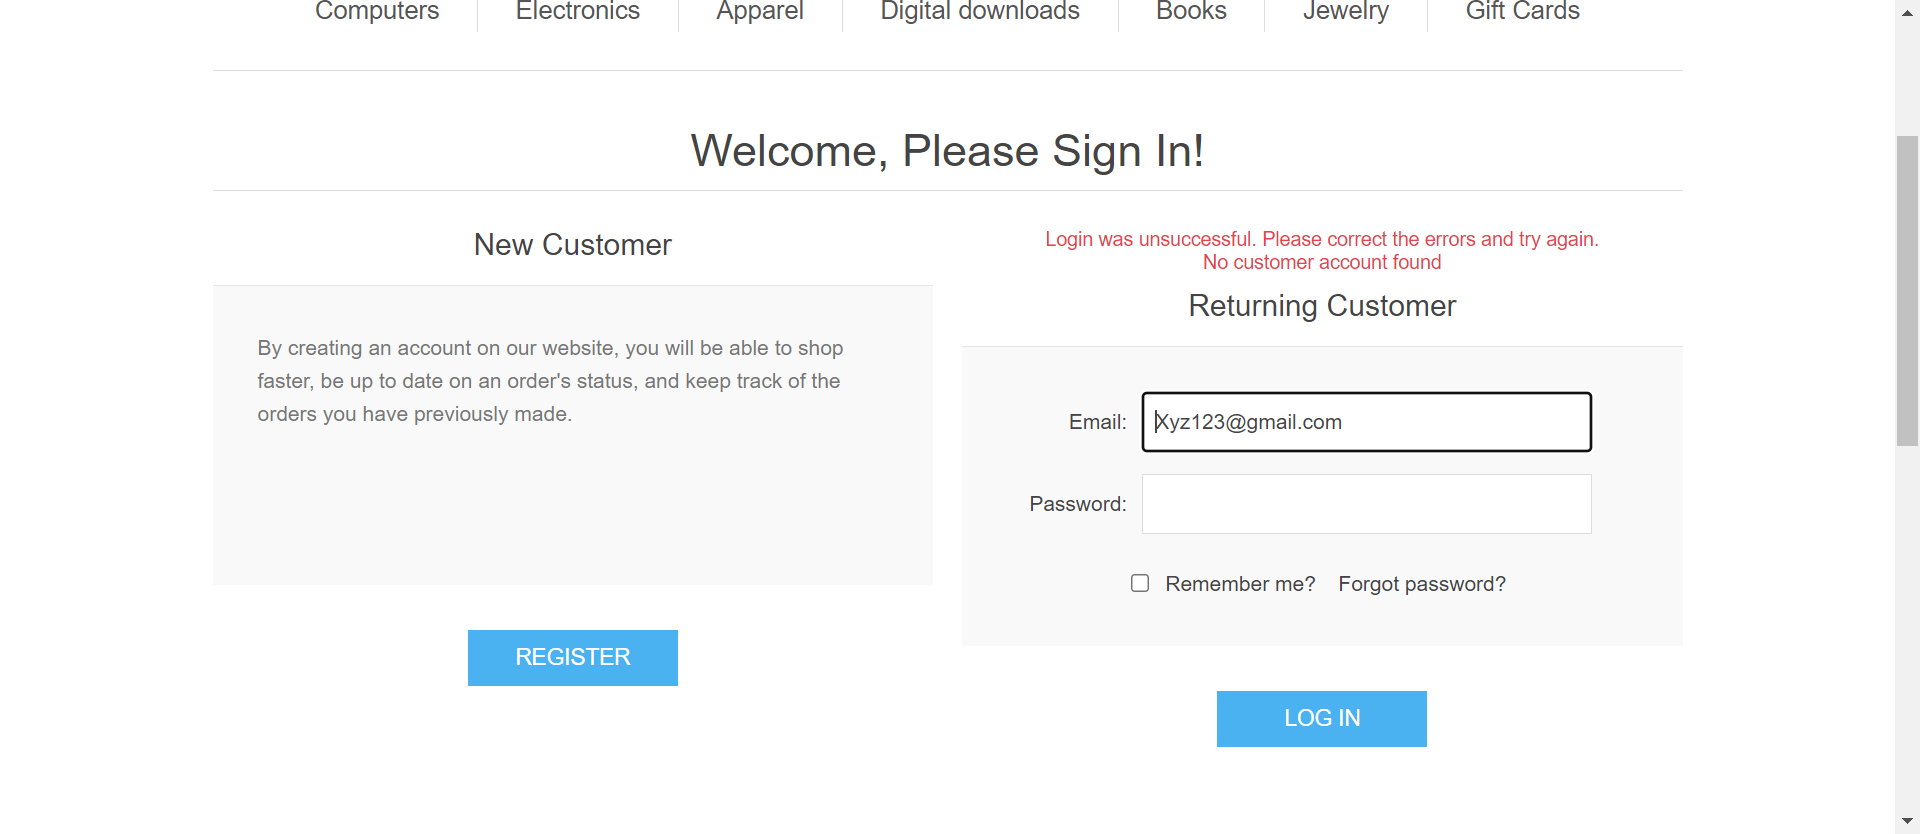 Computers Electronics Apparel Digital downloads Books Jewelry Gift Cards
Welcome, Please Sign In!
New Customer
By creating an account on our website, you will be able to shop
faster, be up to date on an order's status, and keep track of the
orders you have previously made.
REGISTER
Login was unsuccessful. Please correct the errors and try again.
No customer account found
Returning Customer
Email: Xyz123@gmail.com
Password:
Remember me? Forgot password?
LOG IN